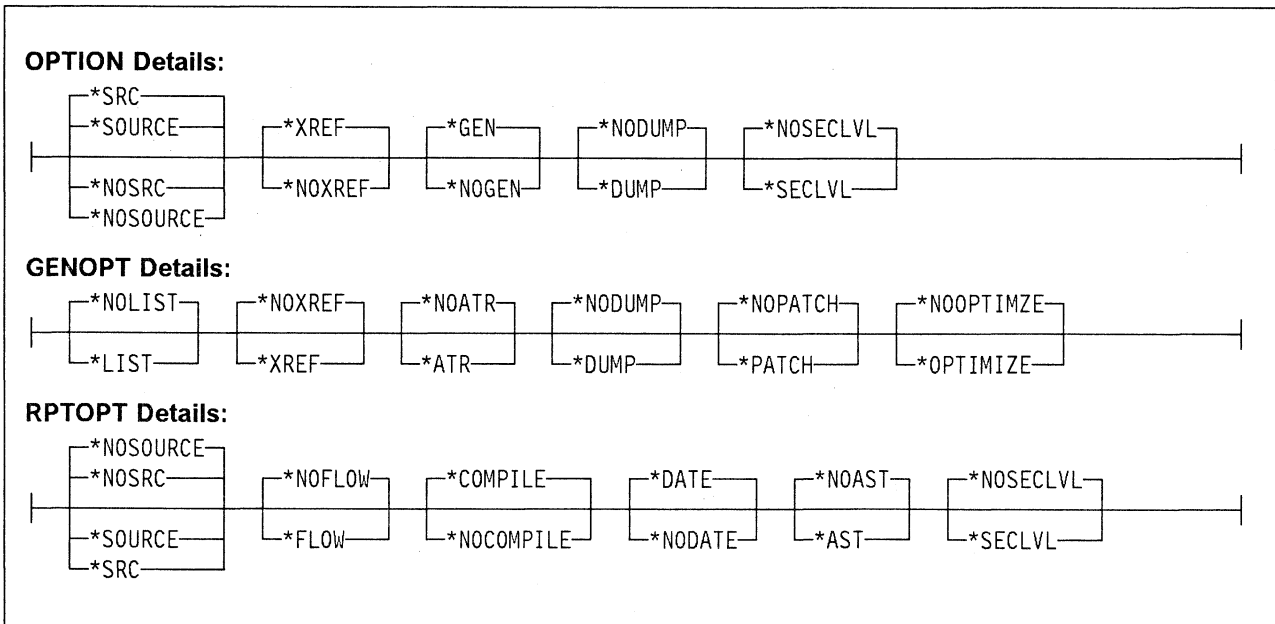 OPTION Details:
*SRC
*SOURCE *XREF *GEN *NODUMP *NOSECLVL
*NOSRC *NOXREF *NOGEN *DUMP *SECLVL
*NOSOURCE
GENOPT Details:
*NOLIST *NOXREF *NOATR *NODUMP *NOPATCH *NOOPTIMZE
*LIST *XREF *ATR *DUMP *PATCH *OPTIMIZE
RPTOPT Details:
*NOSOURCE
*NOSRC *NOFLOW *COMPILE *DATE *NOAST *NOSECLVL
*SOURCE *FLOW *NOCOMPILE *NODATE *AST *SECLVL
*SRC